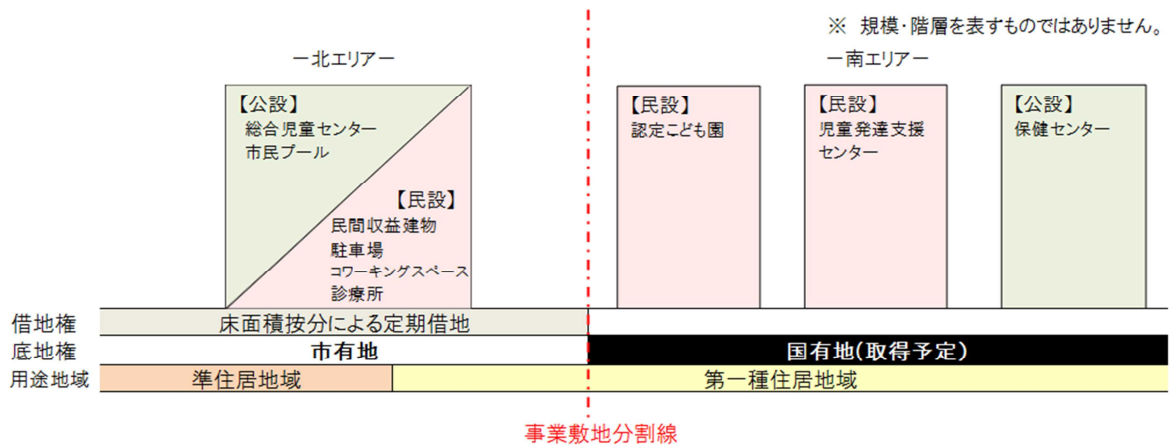 ※ 規模・階層を表すものではありません。
－北エリア－
－南エリア－
【公設】
総合児童センター
市民プール
【民設】
民間収益建物
駐車場
コワーキングスペース
診療所
【民設】
認定こども園
【民設】
児童発達支援
センター
【公設】
保健センター
借地権
床面積按分による定期借地
底地権
市有地
国有地(取得予定)
用途地域
準住居地域
第一種住居地域
事業敷地分割線